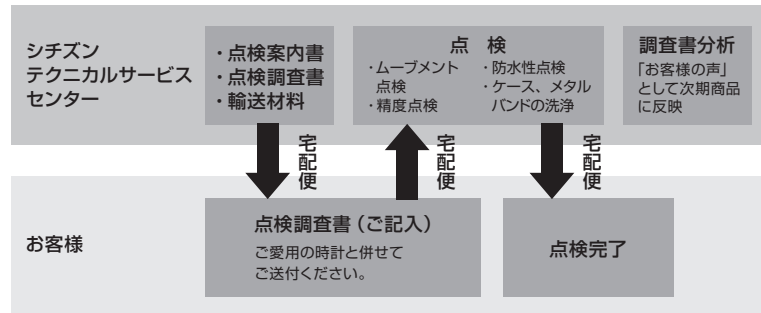 シチズン
テクニカルサービス
センター
・点検案内書
・点検調査書
・輸送材料
点 検
・ムーブメント
点検
・精度点検
・防水性点検
・ケース、メタル
バンドの洗浄
調査書分析
「お客様の声」
として次期商品
に反映
宅配便
宅配便
宅配便
お客様
点検調査書(ご記入)
ご愛用の時計と併せて
ご送付ください。
点検完了